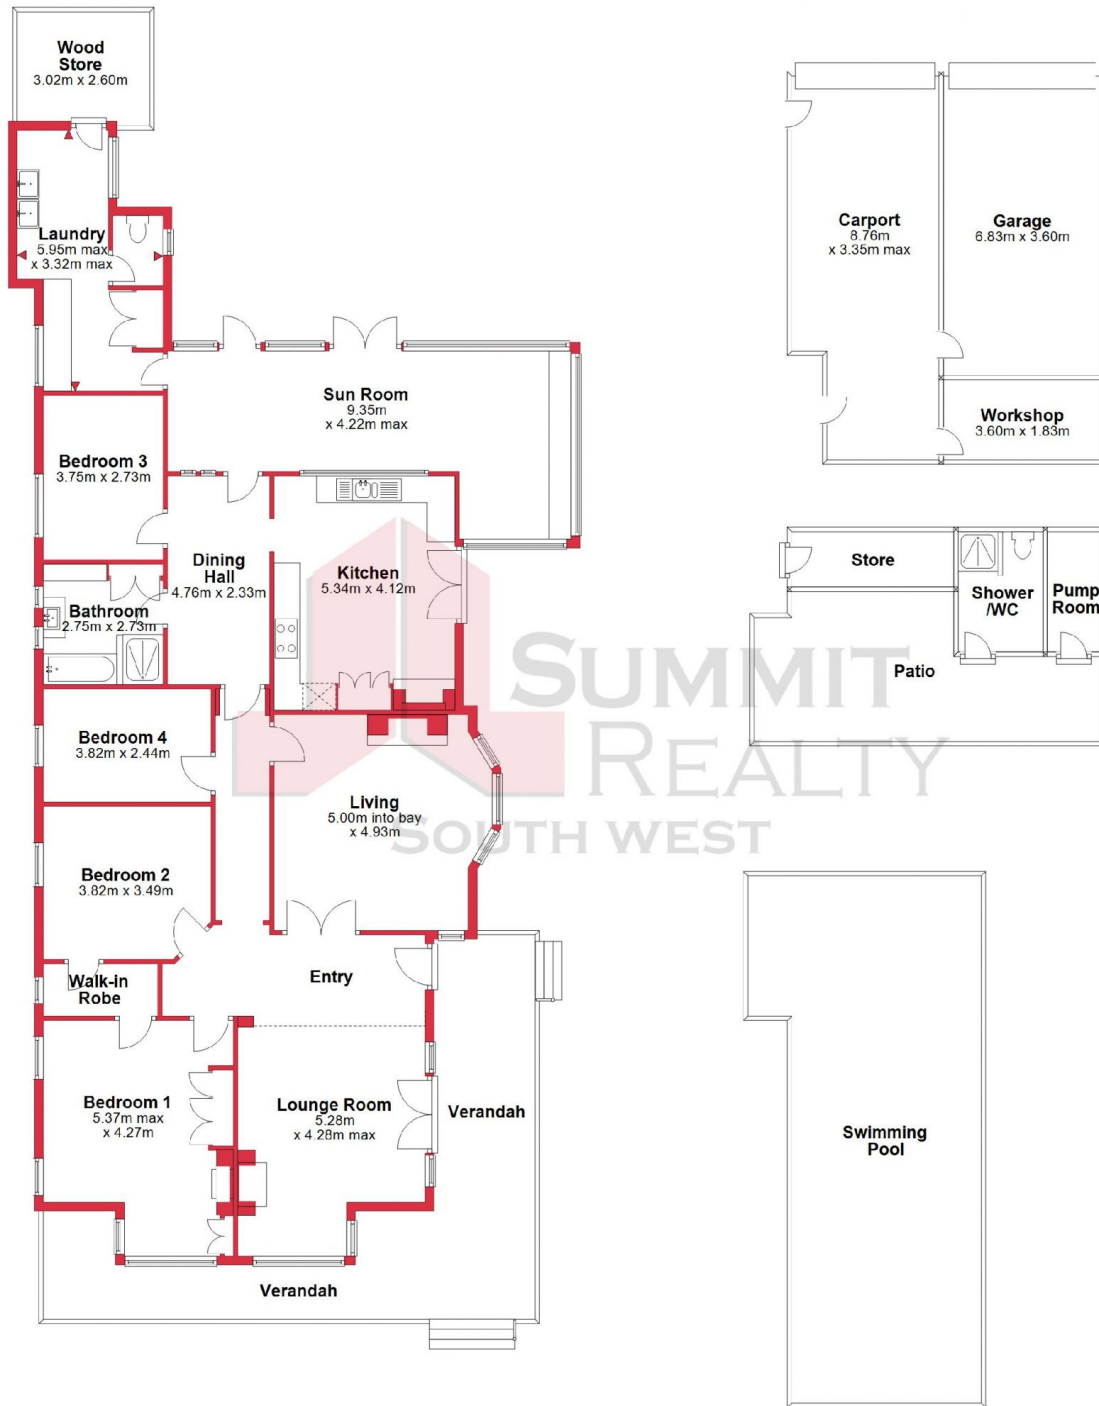 Wood
Store
3.02m x 2.60m
Laundry
5.95m max
x 3.32m max
Sun Room
9.35m
x 4.22m max
Bedroom 3
3.75m x 2.73m
Dining
Hall
4.76m x 2.33m
Kitchen
5.34m x 4.12m
Bathroom
2.75m x 2.73m
Bedroom 4
3.82m x 2.44m
Living
5.00m into bay
x 4.93m
Bedroom 2
3.82m x 3.49m
Walk-in
Robe
Entry
Bedroom 1
5.37m max
x 4.27m
Lounge Room
5.28m
x 4.28m max
Verandah
Verandah
Carport
8.76m
x 3.35m max
Garage
6.83m x 3.60m
Workshop
3.60m x 1.83m
Store
Shower
/WC
Pump
Room
Patio
Swimming
Pool
SUMMIT
REALTY
SOUTH WEST